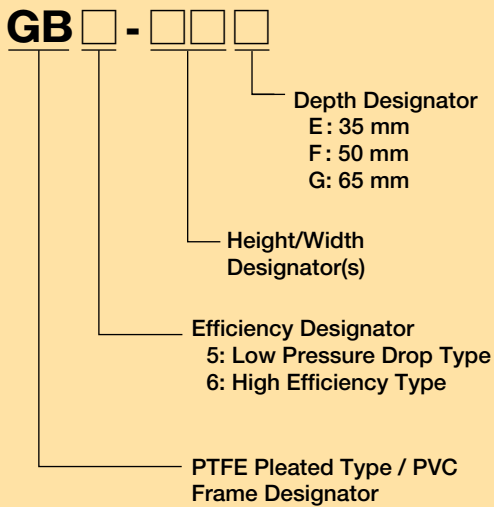 GB□-□□□
Depth Designator
E: 35 mm
F: 50 mm
G: 65 mm
Height/Width
Designator(s)
Efficiency Designator
5: Low Pressure Drop Type
6: High Efficiency Type
PTFE Pleated Type / PVC
Frame Designator